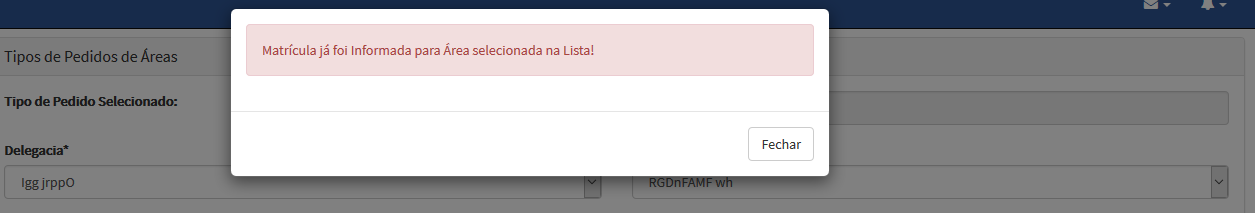 Matrícula já foi Informada para Área selecionada na Lista!
Tipos de Pedidos de Áreas
Tipo de Pedido Selecionado:
Fechar
Delegacia*
Igg jrppO
RGDnFAMF wh